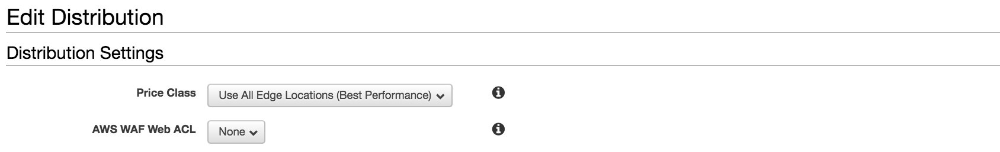 Edit Distribution
Distribution Settings
Price Class Use All Edge Locations (Best Performance)
AWS WAF Web ACL None